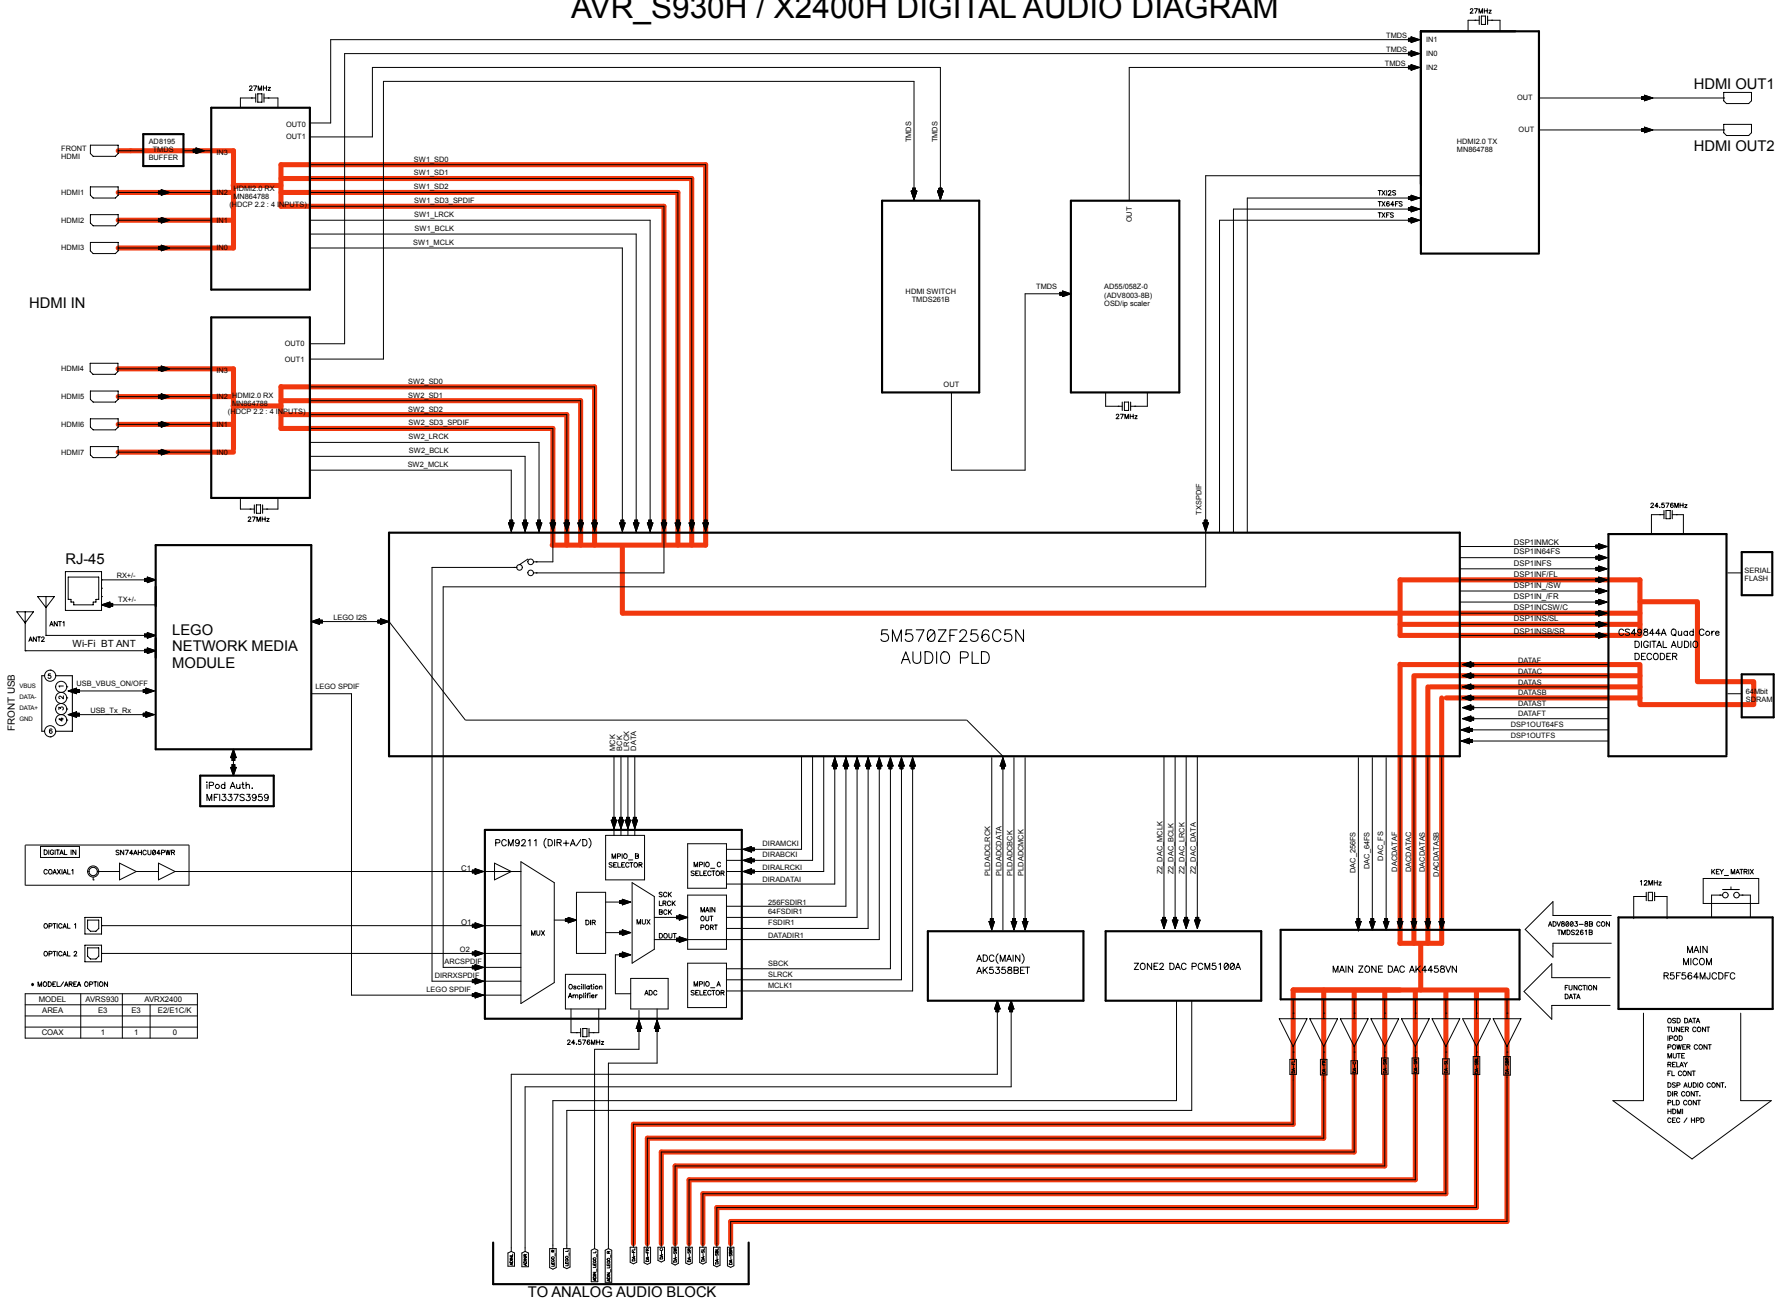 AVR_S930H / X2400H DIGITAL AUDIO DIAGRAM
27MHz
TMDS
TMDS
TMDS
IN1
IN0
IN2
OUT
OUT
HDMI2.0 TX
MN864788
HDMI OUT1
HDMI OUT2
TXI2S
TX64FS
TXFS
27MHz
FRONT
HDMI
AD8195
TMDS
BUFFER
HDMI1
HDMI2
HDMI3
IN3
IN2
IN1
IN0
HDMI2.0 RX
MN864788
(HDCP 2.2 : 4 INPUTS)
OUT0
OUT1
SW1_SD0
SW1_SD1
SW1_SD2
SW1_SD3_SPDIF
SW1_LRCK
SW1_BCLK
SW1_MCLK
TMDS
TMDS
HDMI SWITCH
TMDS261B
OUT
TMDS
OUT
AD55/058Z-0
(ADV8003-8B)
OSD/ip scaler
27MHz
HDMI IN
HDMI4
HDMI5
HDMI6
HDMI7
IN3
IN2
IN1
IN0
HDMI2.0 RX
MN864788
(HDCP 2.2 : 4 INPUTS)
OUT0
OUT1
SW2_SD0
SW2_SD1
SW2_SD2
SW2_SD3_SPDIF
SW2_LRCK
SW2_BCLK
SW2_MCLK
27MHz
TXSPDIF
RJ-45
RX+/-
TX+/-
ANT1
ANT2
Wi-Fi BT ANT
FRONT USB
VBUS
DATA-
DATA+
GND
5
1
2
3
4
6
USB_VBUS_ON/OFF
USB_Tx_Rx
LEGO
NETWORK MEDIA
MODULE
LEGO I2S
LEGO SPDIF
iPod Auth.
MFI337S3959
5M570ZF256C5N
AUDIO PLD
24.576MHz
DSP1INMCK
DSP1IN64FS
DSP1INFS
DSP1INF/FL
DSP1IN_/SW
DSP1IN_/FR
DSP1INCSW/C
DSP1INS/SL
DSP1INSB/SR
DATAF
DATAC
DATAS
DATASB
DATAST
DATAFT
DSP1OUT64FS
DSP1OUTFS
CS49844A Quad Core
DIGITAL AUDIO
DECODER
SERIAL
FLASH
64Mbit
SDRAM
MCK
BCK
LRCK
DATA
PLDADCLRCK
PLDADCDATA
PLDADCBCK
PLDADCMCK
Z2_DAC_MCLK
Z2_DAC_BCLK
Z2_DAC_LRCK
Z2_DAC_DATA
DAC_256FS
DAC_64FS
DAC_FS
DACDATAF
DACDATAC
DACDATAS
DACDATASB
DIGITAL IN
SN74AHCU04PWR
COAXIAL1
OPTICAL 1
OPTICAL 2
C1
O1
O2
ARCSPDIF
DIRRXSPDIF
LEGO SPDIF
PCM9211 (DIR+A/D)
MUX
DIR
MUX
SCK
LRCK
BCK
DOUT
MPIO_B
SELECTOR
MPIO_C
SELECTOR
MAIN
OUT
PORT
MPIO_A
SELECTOR
Oscillation
Amplifier
ADC
24.576MHz
DIRAMCKI
DIRABCKI
DIRALRCKI
DIRADATAI
256FSDIR1
64FSDIR1
FSDIR1
DATADIR1
SBCK
SLRCK
MCLK1
ADC(MAIN)
AK5358BET
ZONE2 DAC PCM5100A
MAIN ZONE DAC AK4458VN
12MHz
KEY_MATRIX
ADV8003-8B CON
TMDS261B
FUNCTION
DATA
MAIN
MICOM
R5F564MJCDFC
OSD DATA
TUNER CONT
IPOD
POWER CONT
MUTE
RELAY
FL CONT
DSP AUDIO CONT.
DIR CONT.
PLD CONT
HDMI
CEC / HPD
• MODEL/AREA OPTION
MODEL AVRS930 AVRX2400
AREA E3 E3 E2/E1C/K
COAX 1 1 0
TO ANALOG AUDIO BLOCK